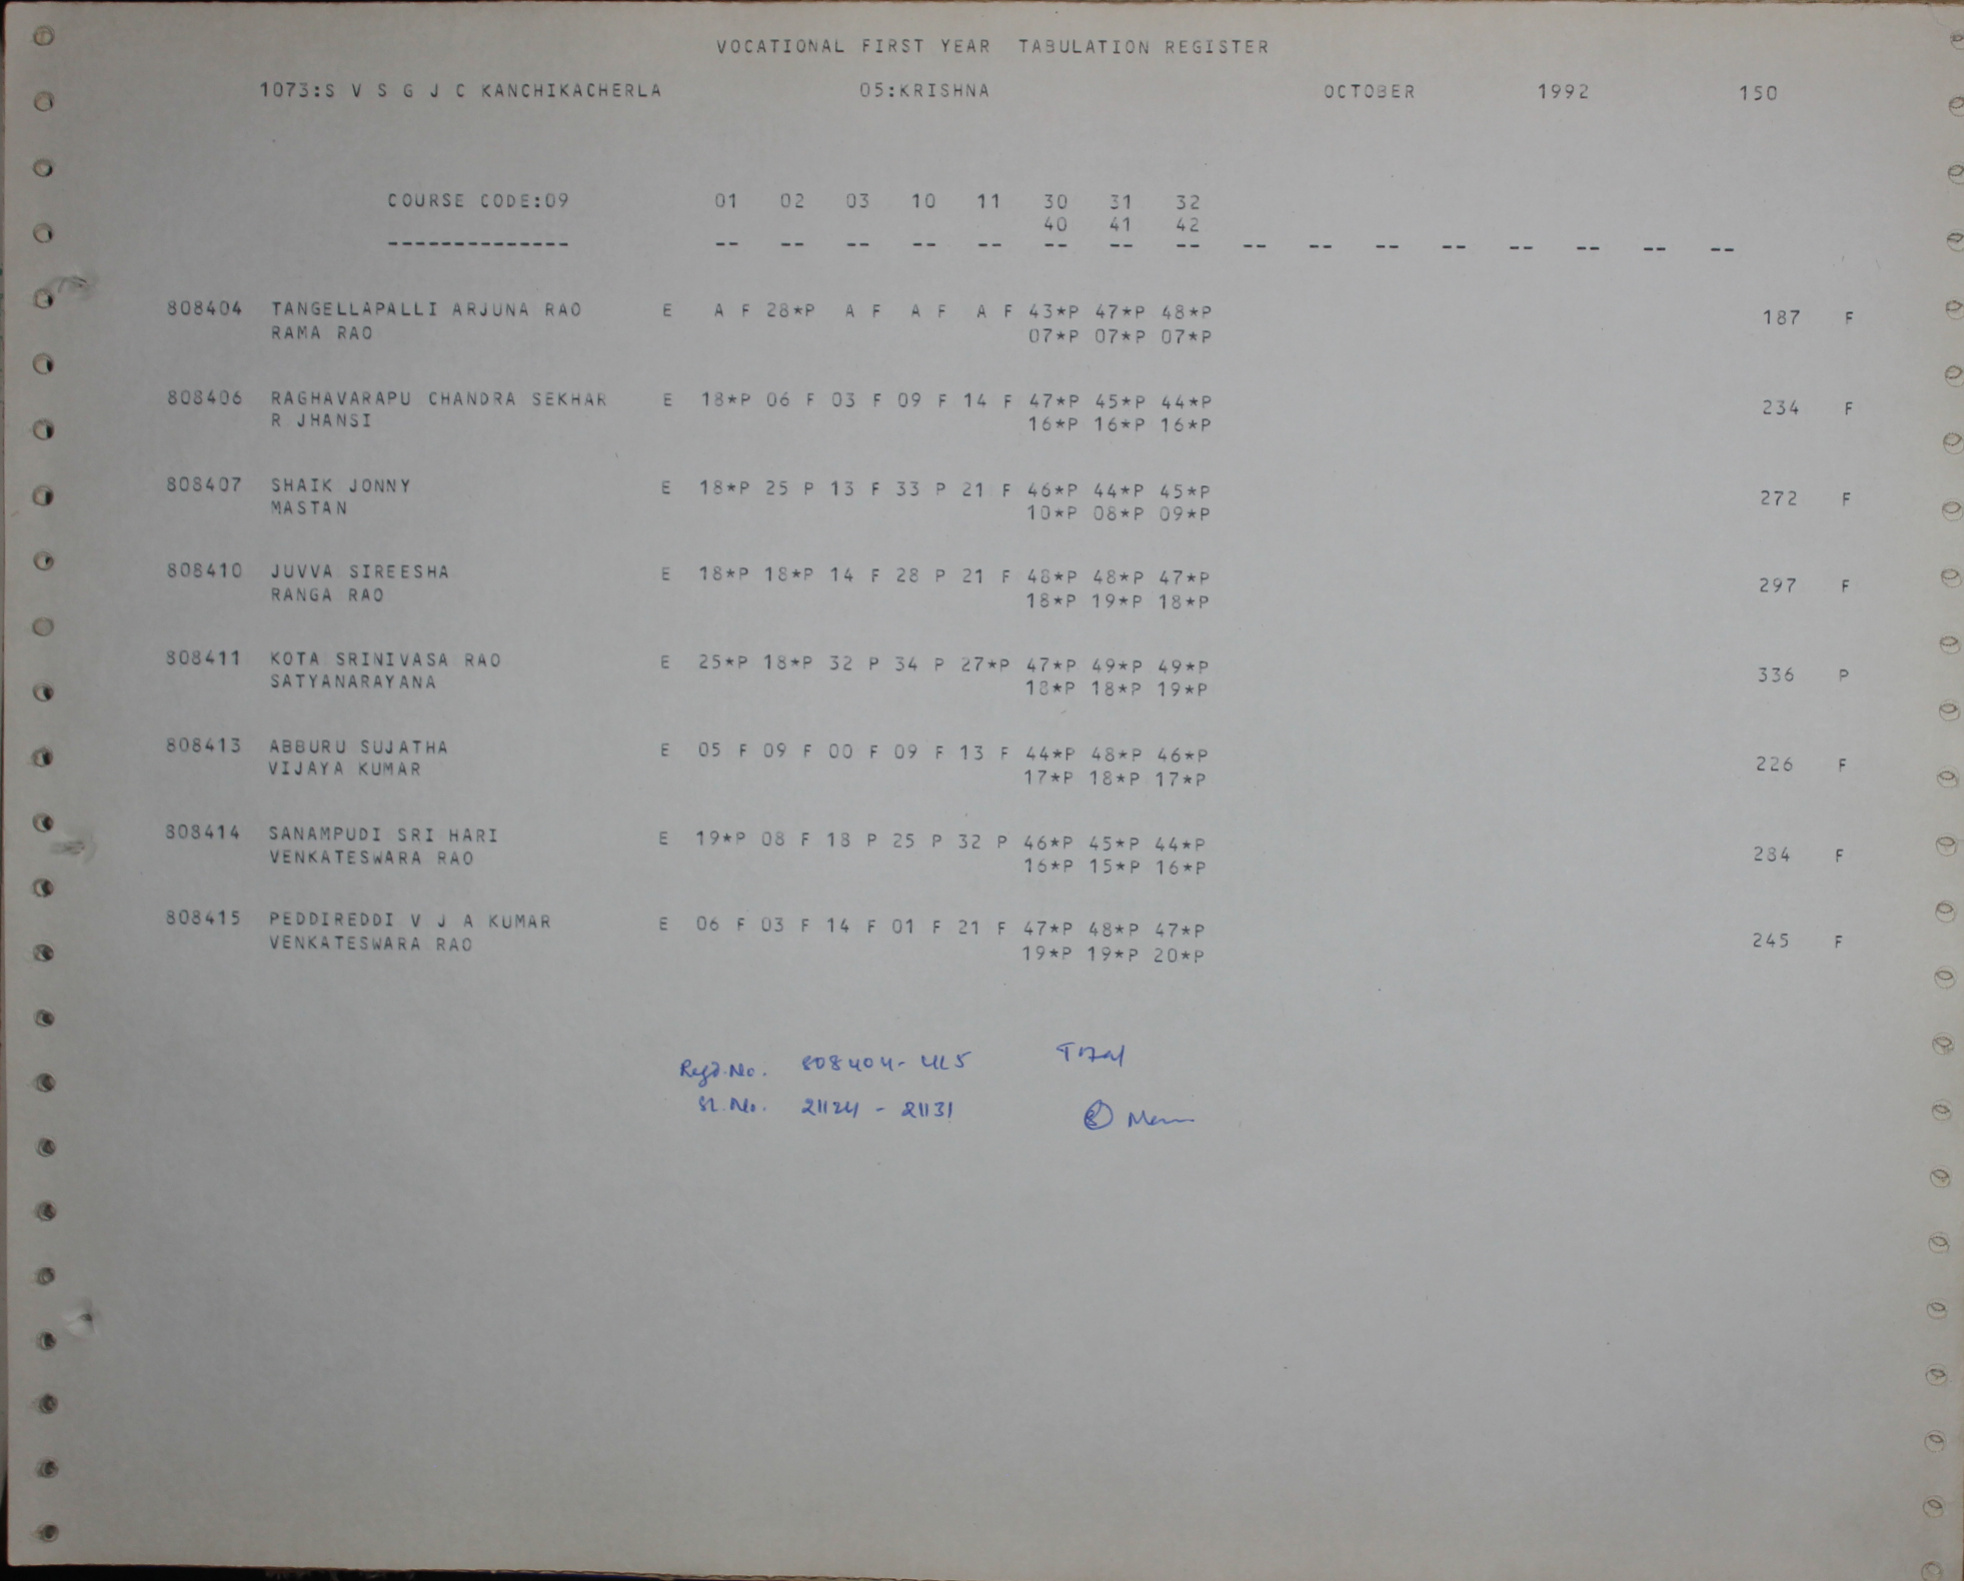 VOCATIONAL FIRST YEAR TABULATION REGISTER
1073:S V S G J C KANCHIKACHERLA 05:KRISHNA OCTOBER 1992 150
COURSE CODE:09 01 02 03 10 11 30 31 32
40 41 42
-------------- -- -- -- -- -- -- -- -- -- -- -- -- -- -- -- --
808404 TANGELLAPALLI ARJUNA RAO E A F 28*P A F A F A F 43*P 47*P 48*P 187 F
RAMA RAO 07*P 07*P 07*P
808406 RAGHAVARAPU CHANDRA SEKHAR E 18*P 06 F 03 F 09 F 14 F 47*P 45*P 44*P 234 F
R JHANSI 16*P 16*P 16*P
808407 SHAIK JONNY E 18*P 25 P 13 F 33 P 21 F 46*P 44*P 45*P 272 F
MASTAN 10*P 08*P 09*P
808410 JUVVA SIREESHA E 18*P 18*P 14 F 28 P 21 F 48*P 48*P 47*P 297 F
RANGA RAO 18*P 19*P 18*P
808411 KOTA SRINIVASA RAO E 25*P 18*P 32 P 34 P 27*P 47*P 49*P 49*P 336 P
SATYANARAYANA 18*P 18*P 19*P
808413 ABBURU SUJATHA E 05 F 09 F 00 F 09 F 13 F 44*P 48*P 46*P 226 F
VIJAYA KUMAR 17*P 18*P 17*P
808414 SANAMPUDI SRI HARI E 19*P 08 F 18 P 25 P 32 P 46*P 45*P 44*P 284 F
VENKATESWARA RAO 16*P 15*P 16*P
808415 PEDDIREDDI V J A KUMAR E 06 F 03 F 14 F 01 F 21 F 47*P 48*P 47*P 245 F
VENKATESWARA RAO 19*P 19*P 20*P
Regd.No. 808404-415 Total
Sl.No. 21124 - 21131 8